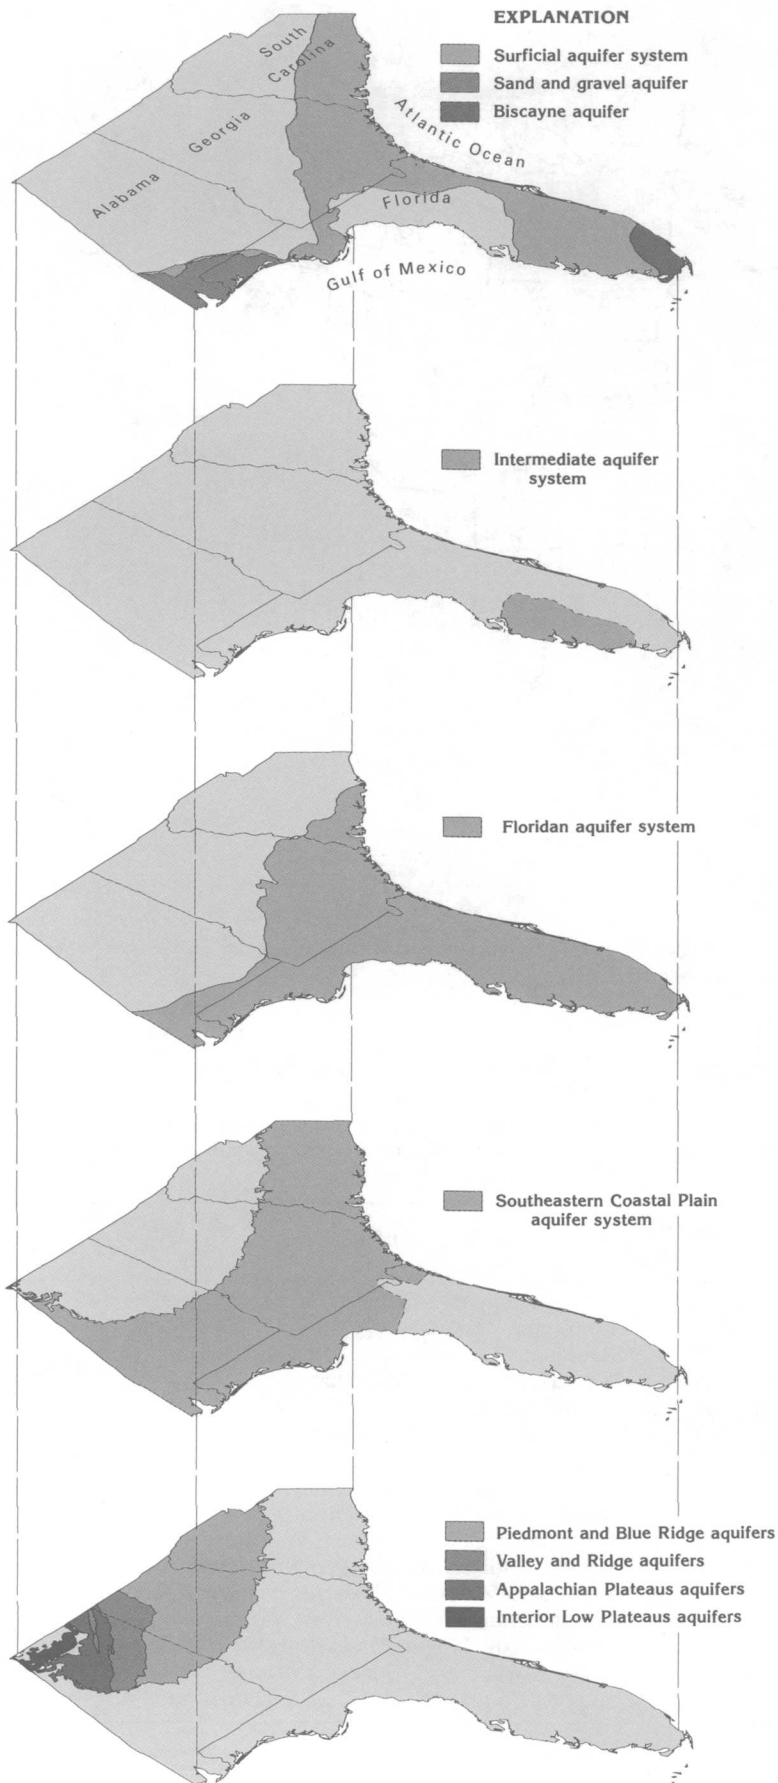 EXPLANATION
Surficial aquifer system
Sand and gravel aquifer
Biscayne aquifer
South
Carolina
Georgia
Alabama
Atlantic Ocean
Florida
Gulf of Mexico
Intermediate aquifer
system
Floridan aquifer system
Southeastern Coastal Plain
aquifer system
Piedmont and Blue Ridge aquifers
Valley and Ridge aquifers
Appalachian Plateaus aquifers
Interior Low Plateaus aquifers